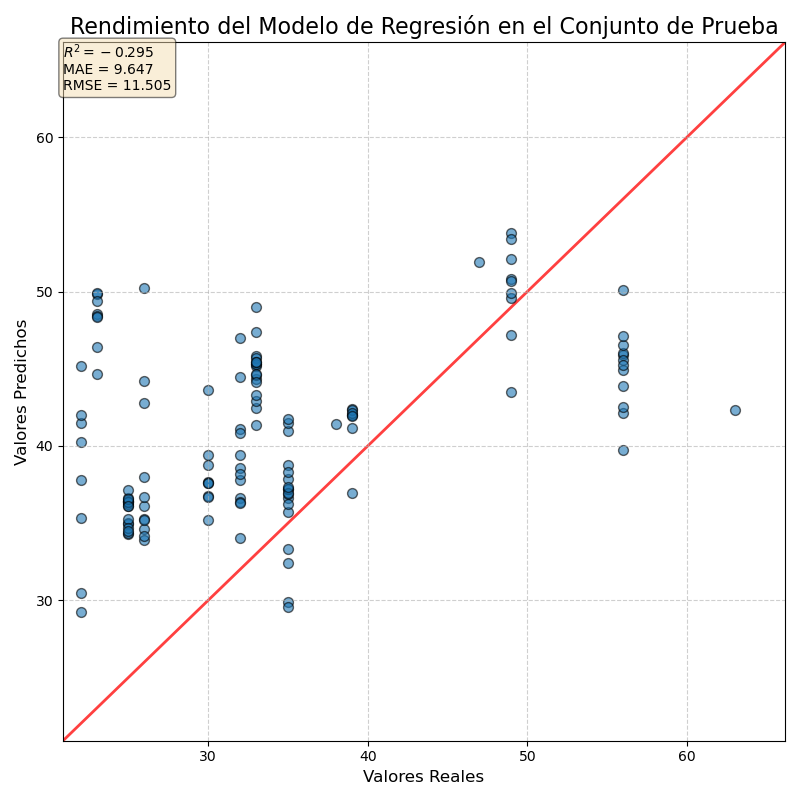 Rendimiento del Modelo de Regresión en el Conjunto de Prueba
R² = −0.295
MAE = 9.647
RMSE = 11.505
Valores Predichos
60
50
40
30
30 40 50 60
Valores Reales